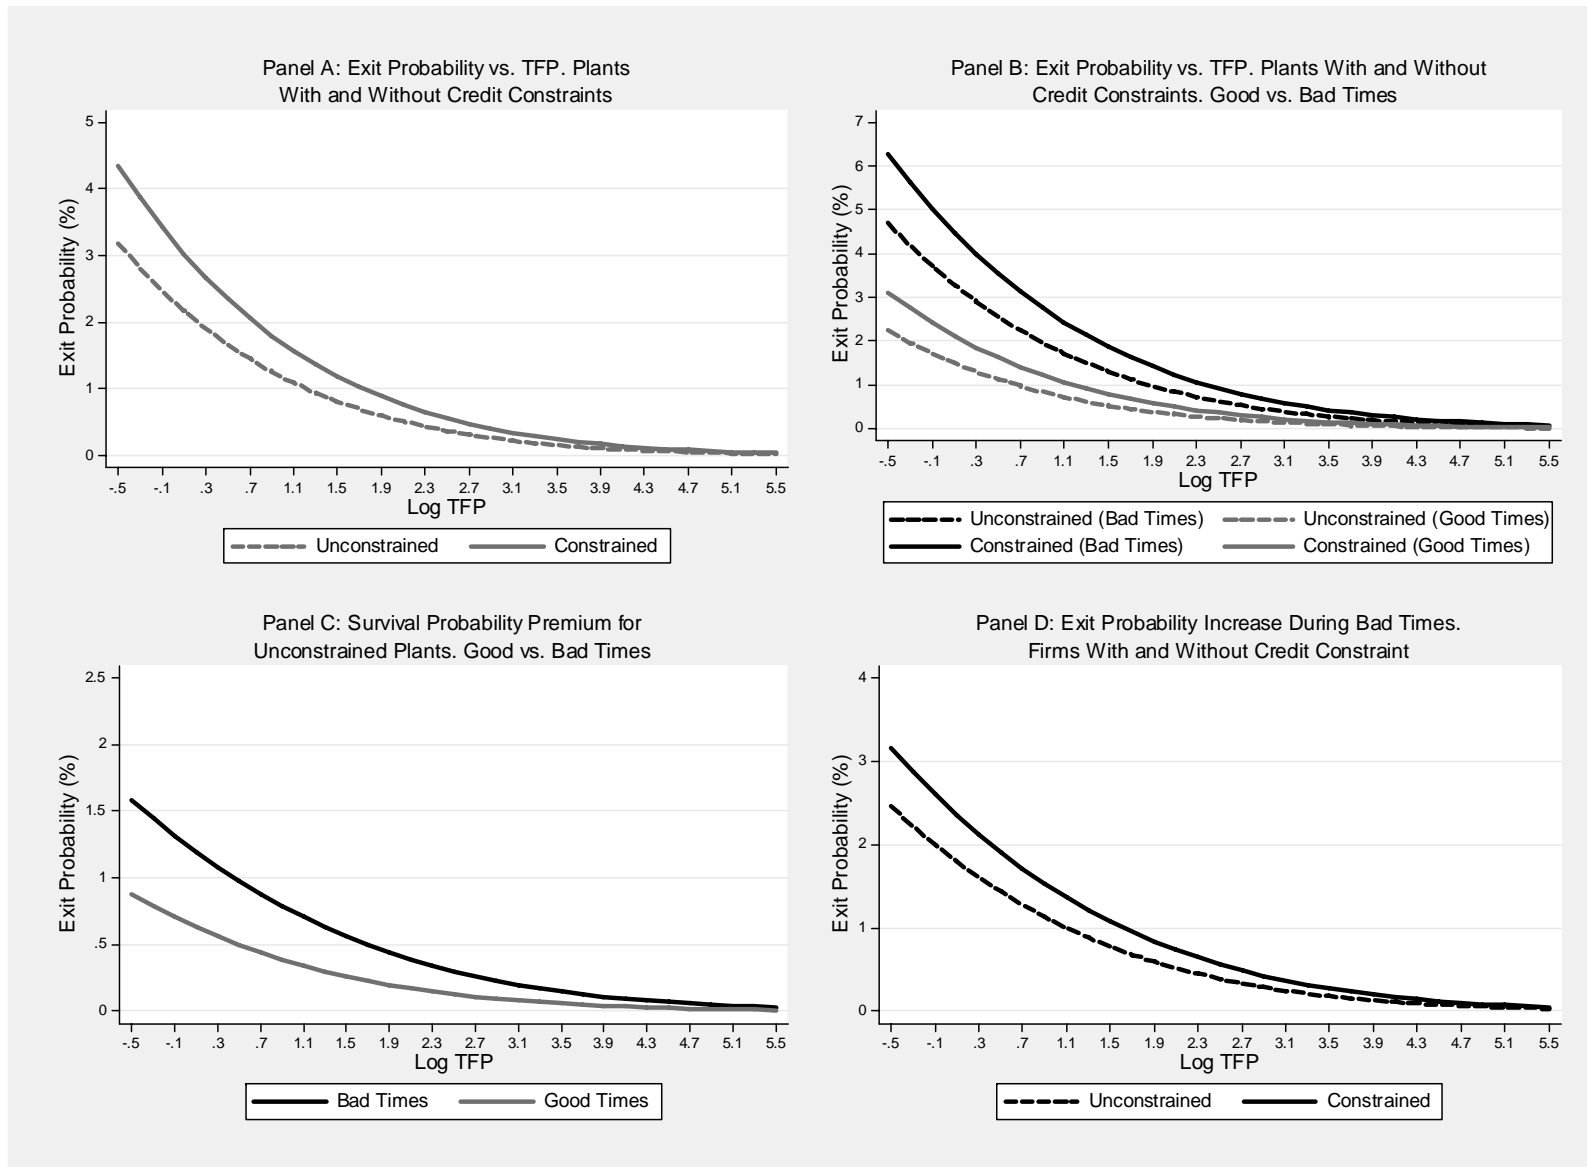 Panel A: Exit Probability vs. TFP. Plants
With and Without Credit Constraints
Exit Probability (%)
5
4
3
2
1
0
-.5 -.1 .3 .7 1.1 1.5 1.9 2.3 2.7 3.1 3.5 3.9 4.3 4.7 5.1 5.5
Log TFP
Unconstrained Constrained
Panel B: Exit Probability vs. TFP. Plants With and Without
Credit Constraints. Good vs. Bad Times
Exit Probability (%)
7
6
5
4
3
2
1
0
-.5 -.1 .3 .7 1.1 1.5 1.9 2.3 2.7 3.1 3.5 3.9 4.3 4.7 5.1 5.5
Log TFP
Unconstrained (Bad Times) Unconstrained (Good Times)
Constrained (Bad Times) Constrained (Good Times)
Panel C: Survival Probability Premium for
Unconstrained Plants. Good vs. Bad Times
Exit Probability (%)
2.5
2
1.5
1
.5
0
-.5 -.1 .3 .7 1.1 1.5 1.9 2.3 2.7 3.1 3.5 3.9 4.3 4.7 5.1 5.5
Log TFP
Bad Times Good Times
Panel D: Exit Probability Increase During Bad Times.
Firms With and Without Credit Constraint
Exit Probability (%)
4
3
2
1
0
-.5 -.1 .3 .7 1.1 1.5 1.9 2.3 2.7 3.1 3.5 3.9 4.3 4.7 5.1 5.5
Log TFP
Unconstrained Constrained